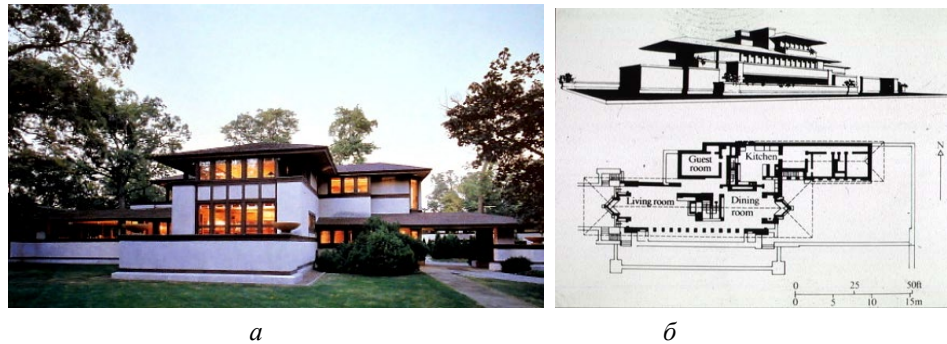 Guest
room
Kitchen
Living room
Dining
room
N
0 25 50ft
0 5 10 15m
а б